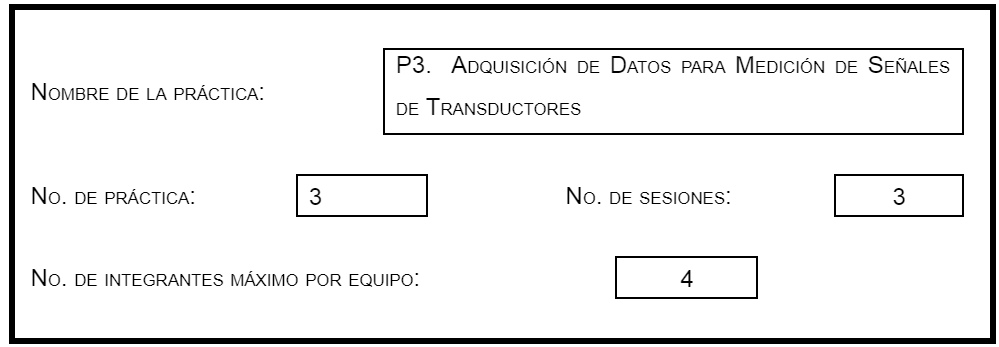 P3. Adquisición de Datos para Medición de Señales
Nombre de la práctica:
de Transductores
No. de práctica: 3 No. de sesiones: 3
No. de integrantes máximo por equipo: 4